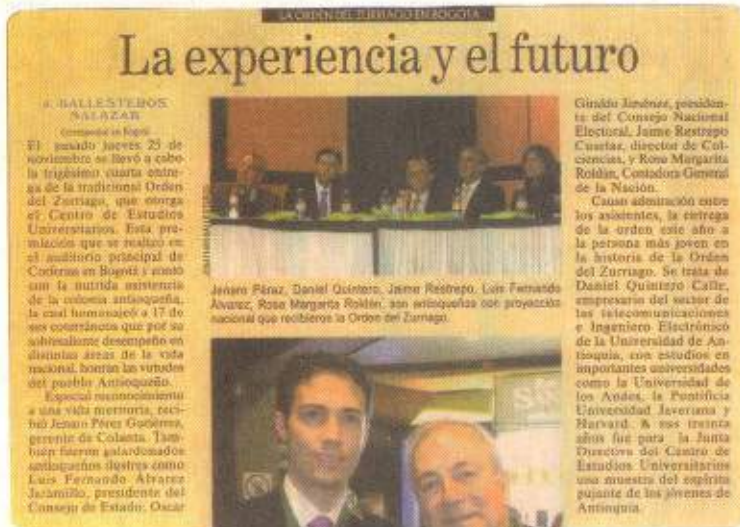 LA ORDEN DEL ZURRIAGO EN BOGOTA
La experiencia y el futuro
BALLESTEROS
SALAZAR
Corresponsal en Bogotá
El pasado jueves 25 de
noviembre se llevó a cabo
la trigésimo cuarta entre-
ga de la tradicional Orden
del Zurriago, que otorga
el Centro de Estudios
Universitarios. Esta pre-
miación que se realizó en
el auditorio principal de
Corferias en Bogotá y contó
con la nutrida asistencia
de la colonia antioqueña,
la cual homenajeó a 17 de
sus coterráneos que por su
sobresaliente desempeño en
distintas áreas de la vida
nacional, honran las virtudes
del pueblo Antioqueño.
Especial reconocimiento
a una vida meritoria, reci-
bió Jenaro Pérez Gutiérrez,
gerente de Colanta. Tam-
bién fueron galardonados
antioqueños ilustres como
Luis Fernando Álvarez
Jaramillo, presidente del
Consejo de Estado, Oscar
Jenaro Pérez, Daniel Quintero, Jaime Restrepo, Luis Fernando
Álvarez, Rosa Margarita Roldán, son antioqueños con proyección
nacional que recibieron la Orden del Zurriago.
Giraldo Jiménez, presiden-
te del Consejo Nacional
Electoral, Jaime Restrepo
Cuartas, director de Col-
ciencias, y Rosa Margarita
Roldán, Contadora General
de la Nación.
Causo admiración entre
los asistentes, la entrega
de la orden este año a
la persona más joven en
la historia de la Orden
del Zurriago. Se trata de
Daniel Quintero Calle,
empresario del sector de
las telecomunicaciones
e Ingeniero Electrónico
de la Universidad de An-
tioquia, con estudios en
importantes universidades
como la Universidad de
los Andes, la Pontificia
Universidad Javeriana y
Harvard. A sus treinta
años fue para la Junta
Directiva del Centro de
Estudios Universitarios
una muestra del espíritu
pujante de los jóvenes de
Antioquia.